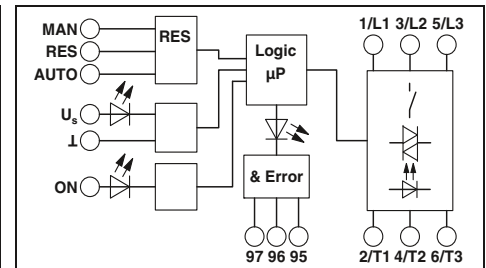 MAN
RES
AUTO
RES
Us
⊥
ON
Logic
µP
& Error
97 96 95
1/L1 3/L2 5/L3
2/T1 4/T2 6/T3